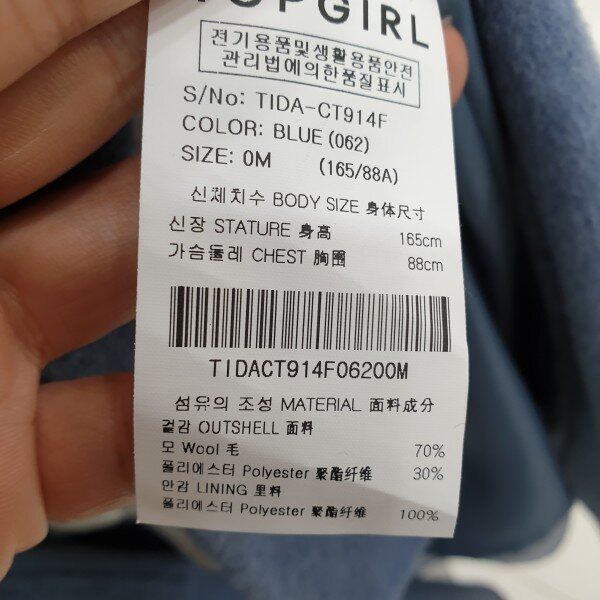 TOPGIRL
전기용품및생활용품안전
관리법에의한품질표시
S/No: TIDA-CT914F
COLOR: BLUE (062)
SIZE: 0M (165/88A)
신체치수 BODY SIZE 身体尺寸
신장 STATURE 身高 165cm
가슴둘레 CHEST 胸围 88cm
TIDACT914F06200M
섬유의 조성 MATERIAL 面料成分
겉감 OUTSHELL 面料
모 Wool 毛 70%
폴리에스터 Polyester 聚酯纤维 30%
안감 LINING 里料
폴리에스터 Polyester 聚酯纤维 100%